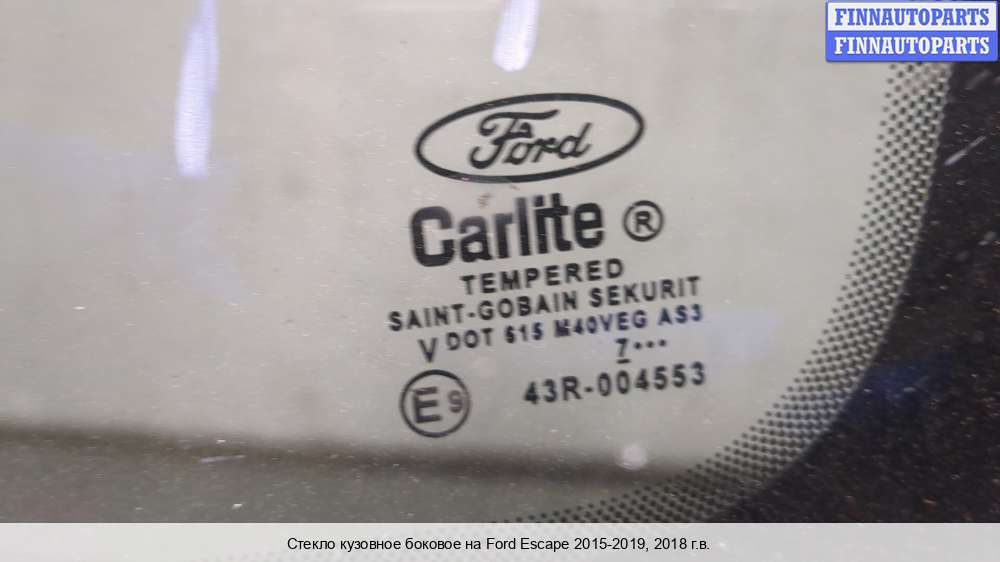 FINNAUTOPARTS
FINNAUTOPARTS
Ford
Carlite ®
TEMPERED
SAINT-GOBAIN SEKURIT
V DOT 615 M40VEG AS3
7•••
E9 43R-004553
Стекло кузовное боковое на Ford Escape 2015-2019, 2018 г.в.